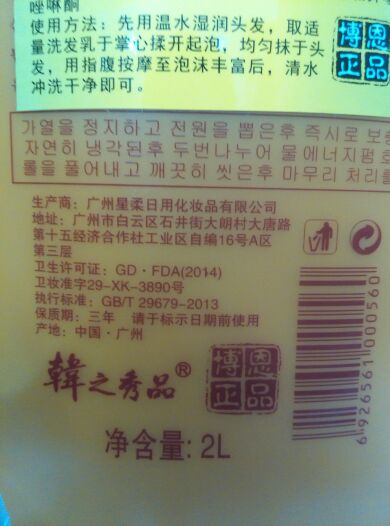 唑啉酮
使用方法：先用温水湿润头发，取适
量洗发乳于掌心揉开起泡，均匀抹于头
发，用指腹按摩至泡沫丰富后，清水
冲洗干净即可。
博恩
正品
가열을 정지하고 전원을 뽑은후 즉시로 보
자연히 냉각된후 두번나누어 물에너지펌
롤을 풀어내고 깨끗히 씻은후 마무리 처리를
生产商：广州星柔日用化妆品有限公司
地址：广州市白云区石井街大朗村大唐路
第十五经济合作社工业区自编16号A区
第三层
卫生许可证：GD·FDA(2014)
卫妆准字29-XK-3890号
执行标准：GB/T 29679-2013
保质期：三年 请于标示日期前使用
产地：中国·广州
韓之秀品®
博恩
正品
净含量: 2L
6926561000560